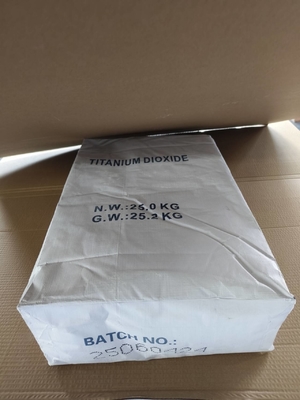 TITANIUM DIOXIDE
N.W.:25.0 KG
G.W.:25.2 KG
BATCH NO.: